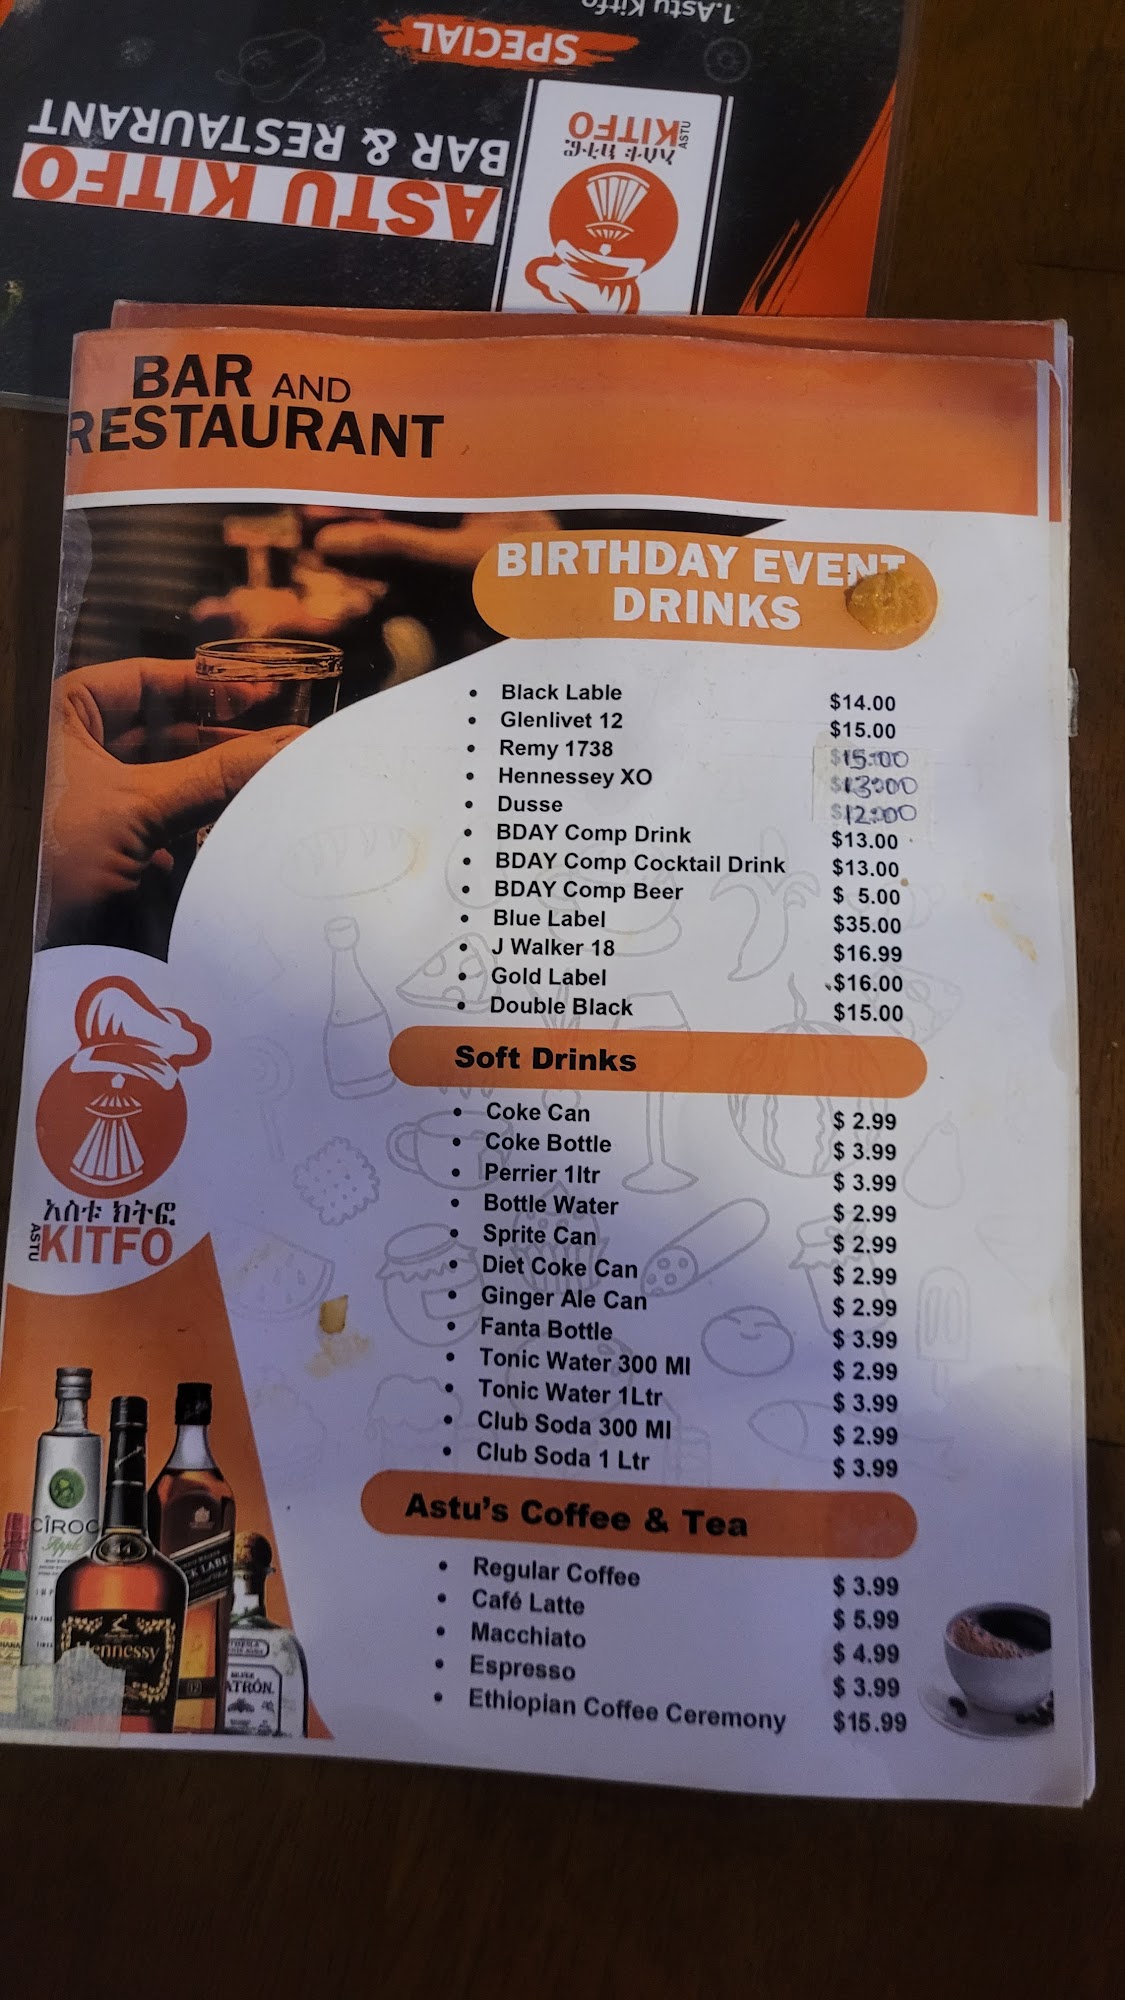 1.Astu Kitfo
SPECIAL
BAR & RESTAURANT
ASTU KITFO
ASTU
KITFO
አስቱ ክትፎ
BAR AND
RESTAURANT
BIRTHDAY EVENT
DRINKS
• Black Lable $14.00
• Glenlivet 12 $15.00
• Remy 1738 $15.00
• Hennessey XO $13.00
• Dusse $12.00
• BDAY Comp Drink $13.00
• BDAY Comp Cocktail Drink $13.00
• BDAY Comp Beer $ 5.00
• Blue Label $35.00
• J Walker 18 $16.99
• Gold Label $16.00
• Double Black $15.00
Soft Drinks
• Coke Can $ 2.99
• Coke Bottle $ 3.99
• Perrier 1ltr $ 3.99
• Bottle Water $ 2.99
• Sprite Can $ 2.99
• Diet Coke Can $ 2.99
• Ginger Ale Can $ 2.99
• Fanta Bottle $ 3.99
• Tonic Water 300 Ml $ 2.99
• Tonic Water 1Ltr $ 3.99
• Club Soda 300 Ml $ 2.99
• Club Soda 1 Ltr $ 3.99
አስቱ ክትፎ
ASTU
KITFO
Astu's Coffee & Tea
• Regular Coffee $ 3.99
• Café Latte $ 5.99
• Macchiato $ 4.99
• Espresso $ 3.99
• Ethiopian Coffee Ceremony $15.99
CÎROC
Apple
Hennessy
TEQUILA
SILVER
PATRÓN